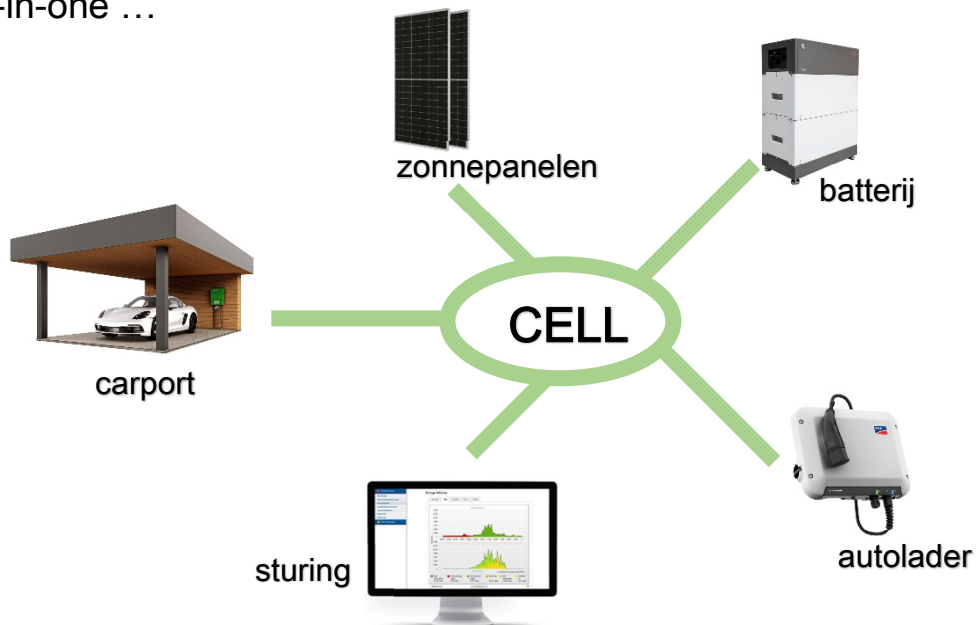 -in-one ...
zonnepanelen
batterij
CELL
carport
sturing
autolader